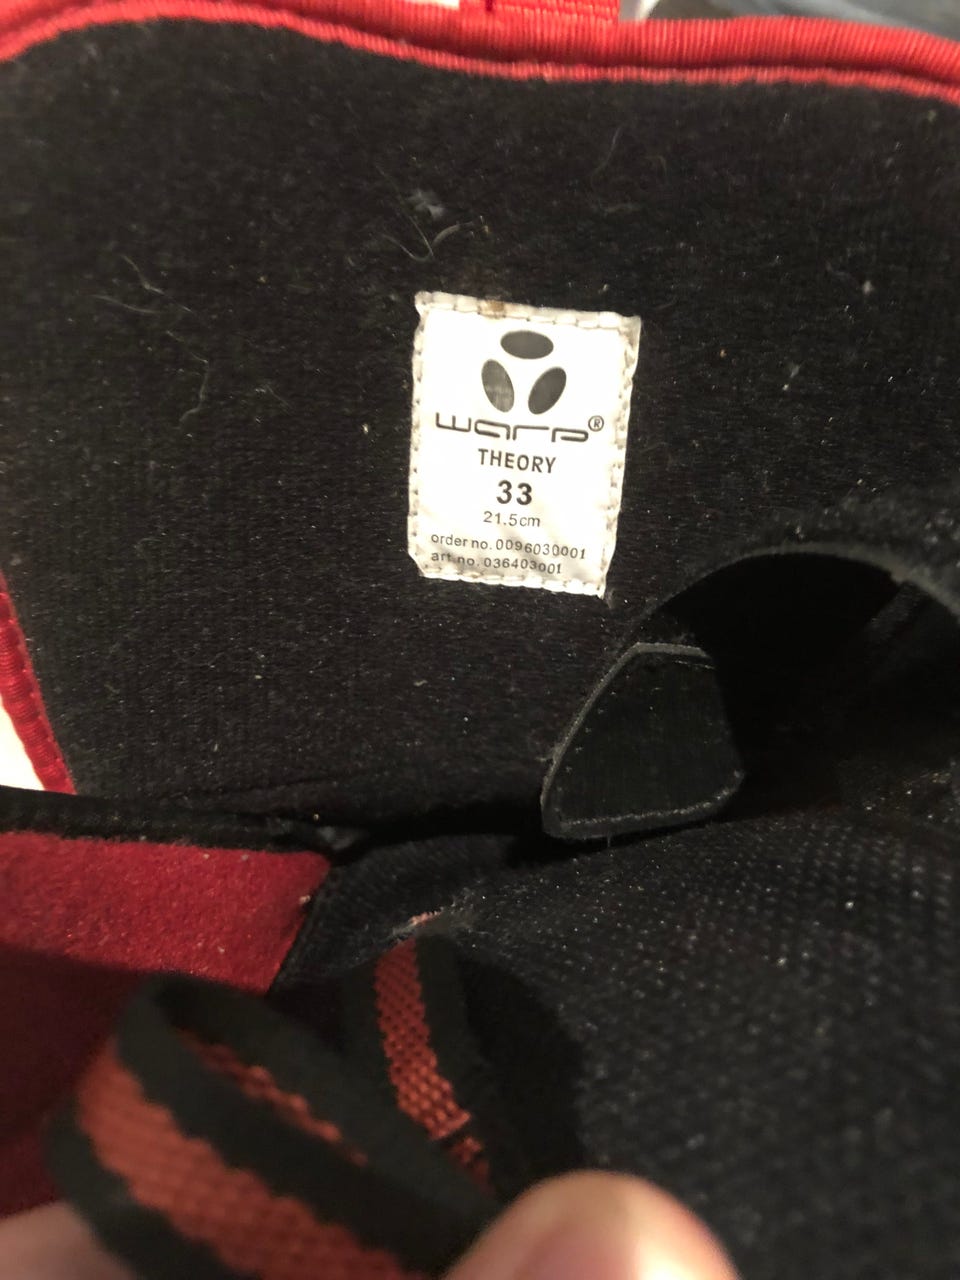 warp®
THEORY
33
21.5cm
order no. 0096030001
art no. 036403001